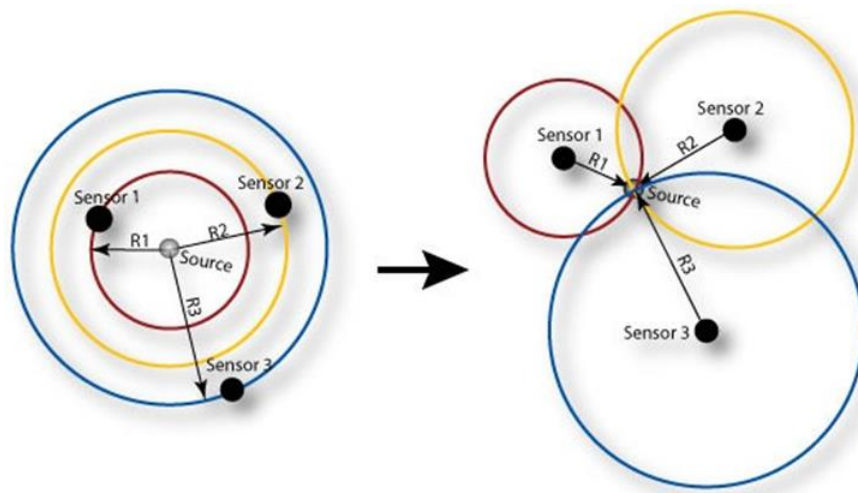 Sensor 1
Sensor 2
R1
R2
Source
R3
Sensor 3
Sensor 2
Sensor 1
R1
R2
Source
R3
Sensor 3